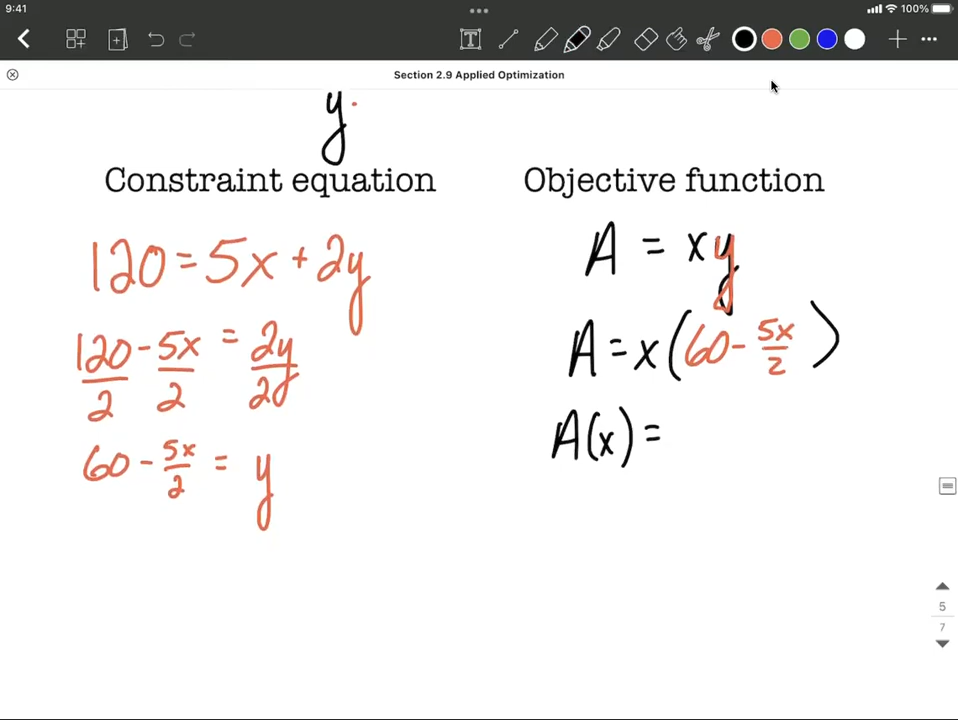 9:41
100%
Section 2.9 Applied Optimization
y
Constraint equation
120 = 5x + 2y
120/2 - 5x/2 = 2y/2
60 - 5x/2 = y
Objective function
A = xy
A = x(60 - 5x/2)
A(x) =
5
7